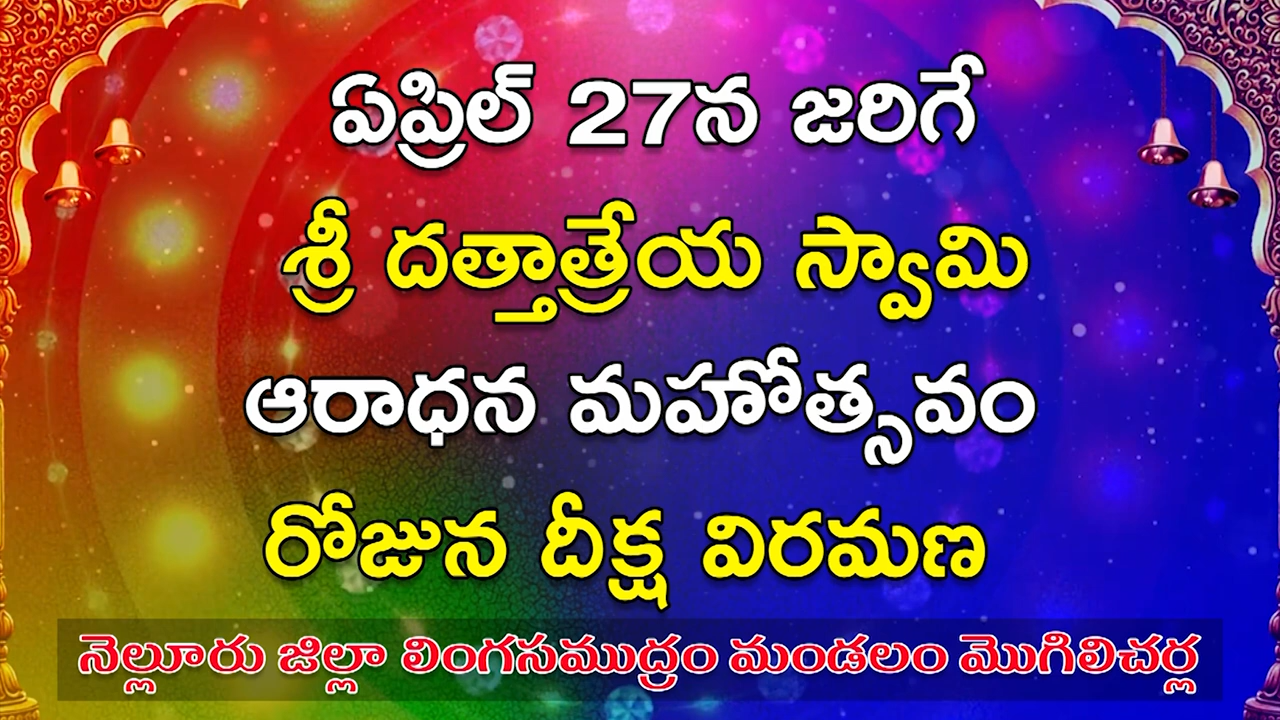 ఏప్రిల్ 27న జరిగే
శ్రీ దత్తాత్రేయ స్వామి
ఆరాధన మహోత్సవం
రోజున దీక్ష విరమణ
నెల్లూరు జిల్లా లింగసముద్రం మండలం మొగిలిచర్ల